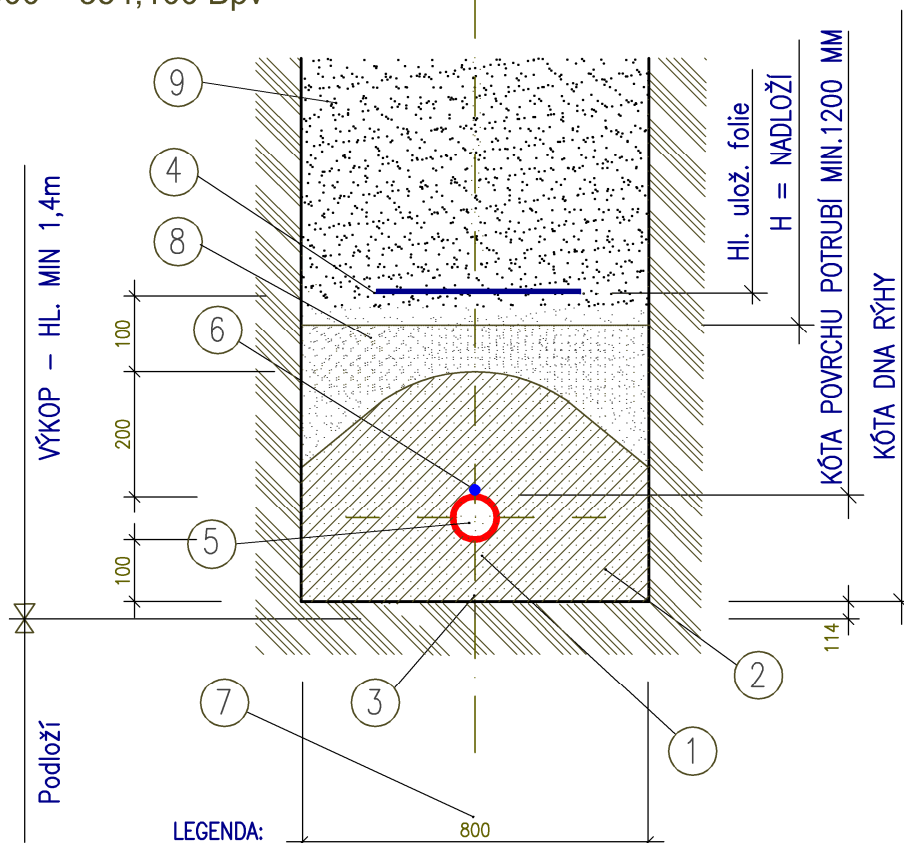 Bpv
9
4
8
6
5
7
3
2
1
VÝKOP – HL. MIN 1,4m
Podloží
100
200
100
Hl. ulož. folie
H = NADLOŽÍ
KÓTA POVRCHU POTRUBÍ MIN.1200 MM
KÓTA DNA RÝHY
114
800
LEGENDA: